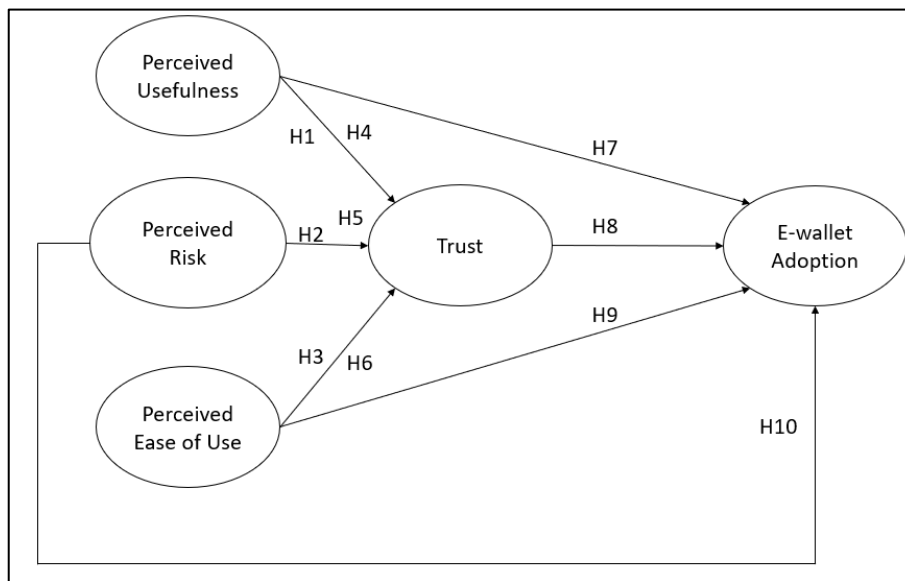 Perceived
Usefulness
H1
H4
H7
Perceived
Risk
H2
H5
Trust
H8
E-wallet
Adoption
H3
H6
H9
Perceived
Ease of Use
H10